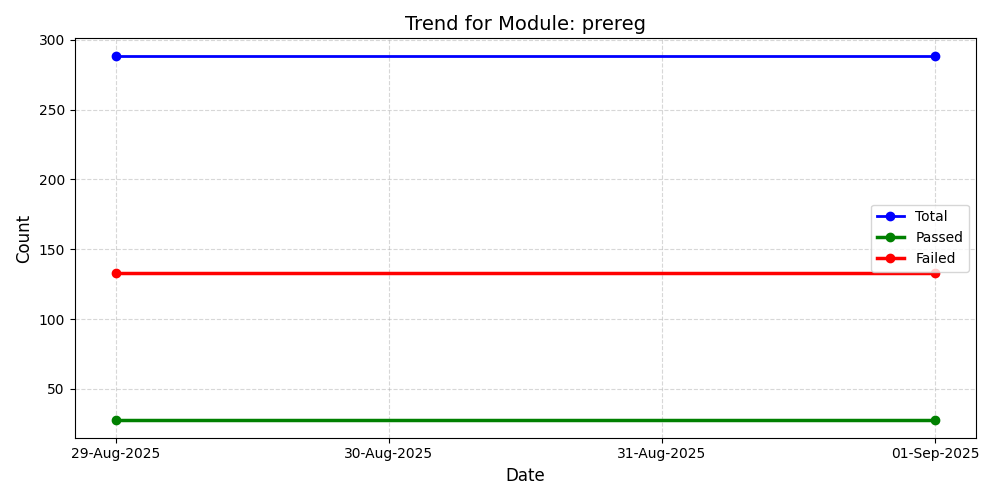 Trend for Module: prereg
300
250
200
150
100
50
Count
Total
Passed
Failed
29-Aug-2025
30-Aug-2025
31-Aug-2025
01-Sep-2025
Date